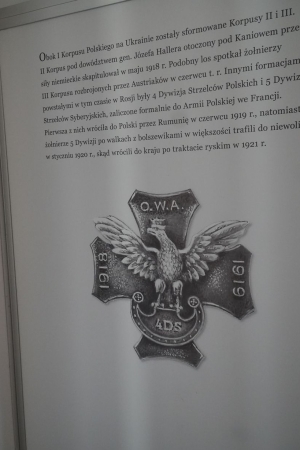 Obok I Korpusu Polskiego na Ukrainie zostały sformowane Korpusy II i III.
II Korpus pod dowództwem gen. Józefa Hallera otoczony pod Kaniowem przez
siły niemieckie skapitulował w maju 1918 r. Podobny los spotkał żołnierzy
III Korpusu rozbrojonych przez Austriaków w czerwcu t. r. Innymi formacjam
powstałymi w tym czasie w Rosji były 4 Dywizja Strzelców Polskich i 5 Dywizj
Strzelców Syberyjskich, zaliczone formalnie do Armii Polskiej we Francji.
Pierwsza z nich wróciła do Polski przez Rumunię w czerwcu 1919 r., natomiast
żołnierze 5 Dywizji po walkach z bolszewikami w większości trafili do niewol
w styczniu 1920 r., skąd wrócili do kraju po traktacie ryskim w 1921 r.
O.W.A.
1918
1919
4DS